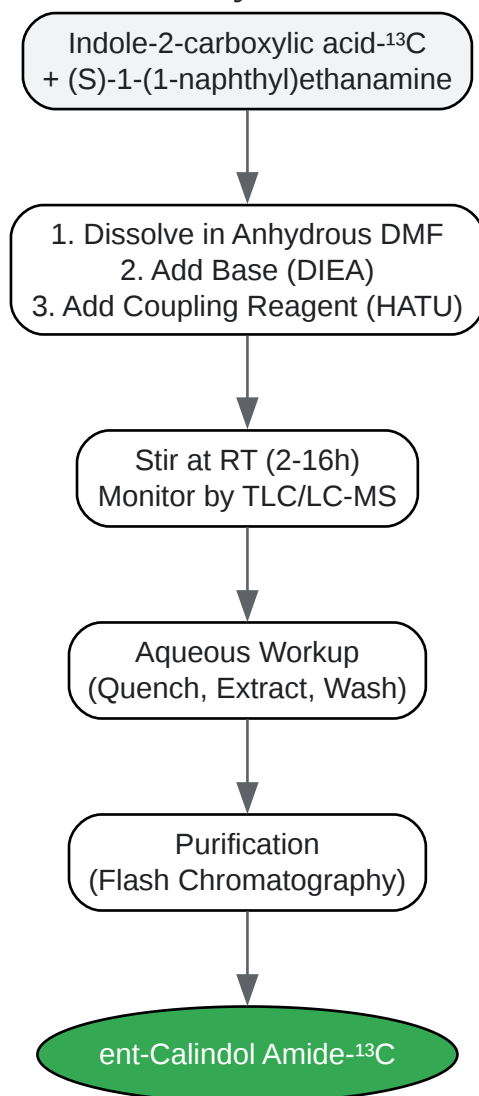 Indole-2-carboxylic acid-¹³C
+ (S)-1-(1-naphthyl)ethanamine
1. Dissolve in Anhydrous DMF
2. Add Base (DIEA)
3. Add Coupling Reagent (HATU)
Stir at RT (2-16h)
Monitor by TLC/LC-MS
Aqueous Workup
(Quench, Extract, Wash)
Purification
(Flash Chromatography)
ent-Calindol Amide-¹³C